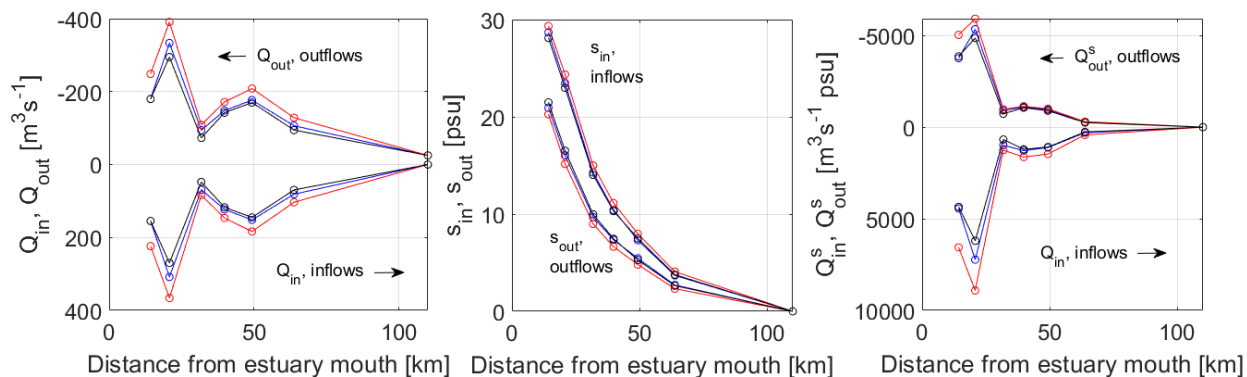 -400
-200
0
200
400
Q_in, Q_out [m³s⁻¹]
Q_out, outflows
Q_in, inflows
0
50
100
Distance from estuary mouth [km]
30
20
10
0
s_in, s_out [psu]
s_in,
inflows
s_out,
outflows
0
50
100
Distance from estuary mouth [km]
-5000
0
5000
10000
Q^s_in, Q^s_out [m³s⁻¹ psu]
Q^s_out, outflows
Q_in, inflows
0
50
100
Distance from estuary mouth [km]